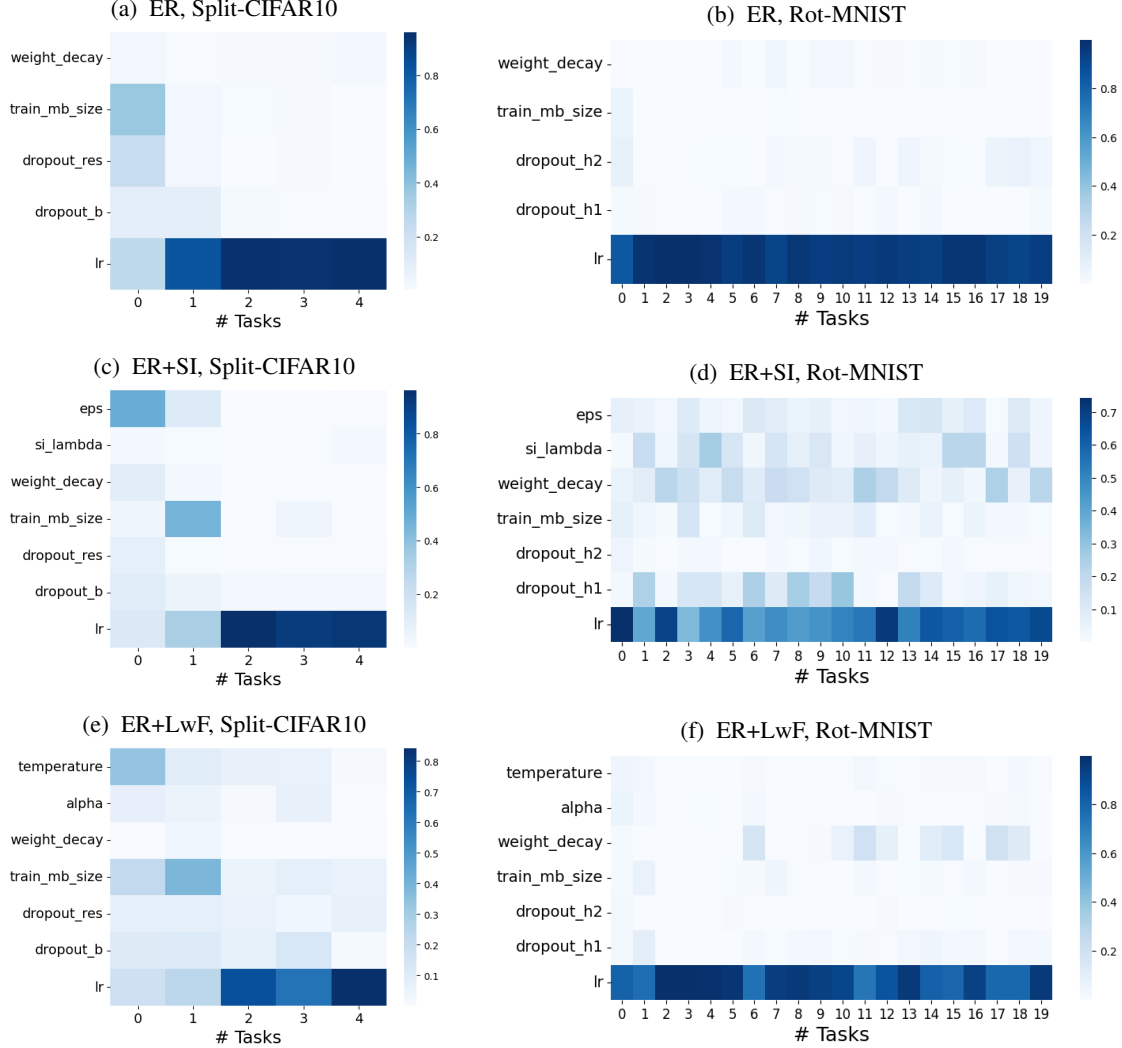 (a) ER, Split-CIFAR10
weight_decay
train_mb_size
dropout_res
dropout_b
lr
0 1 2 3 4
# Tasks
0.8
0.6
0.4
0.2
(b) ER, Rot-MNIST
weight_decay
train_mb_size
dropout_h2
dropout_h1
lr
0 1 2 3 4 5 6 7 8 9 10 11 12 13 14 15 16 17 18 19
# Tasks
0.8
0.6
0.4
0.2
(c) ER+SI, Split-CIFAR10
eps
si_lambda
weight_decay
train_mb_size
dropout_res
dropout_b
lr
0 1 2 3 4
# Tasks
0.8
0.6
0.4
0.2
(d) ER+SI, Rot-MNIST
eps
si_lambda
weight_decay
train_mb_size
dropout_h2
dropout_h1
lr
0 1 2 3 4 5 6 7 8 9 10 11 12 13 14 15 16 17 18 19
# Tasks
0.7
0.6
0.5
0.4
0.3
0.2
0.1
(e) ER+LwF, Split-CIFAR10
temperature
alpha
weight_decay
train_mb_size
dropout_res
dropout_b
lr
0 1 2 3 4
# Tasks
0.8
0.7
0.6
0.5
0.4
0.3
0.2
0.1
(f) ER+LwF, Rot-MNIST
temperature
alpha
weight_decay
train_mb_size
dropout_h2
dropout_h1
lr
0 1 2 3 4 5 6 7 8 9 10 11 12 13 14 15 16 17 18 19
# Tasks
0.8
0.6
0.4
0.2